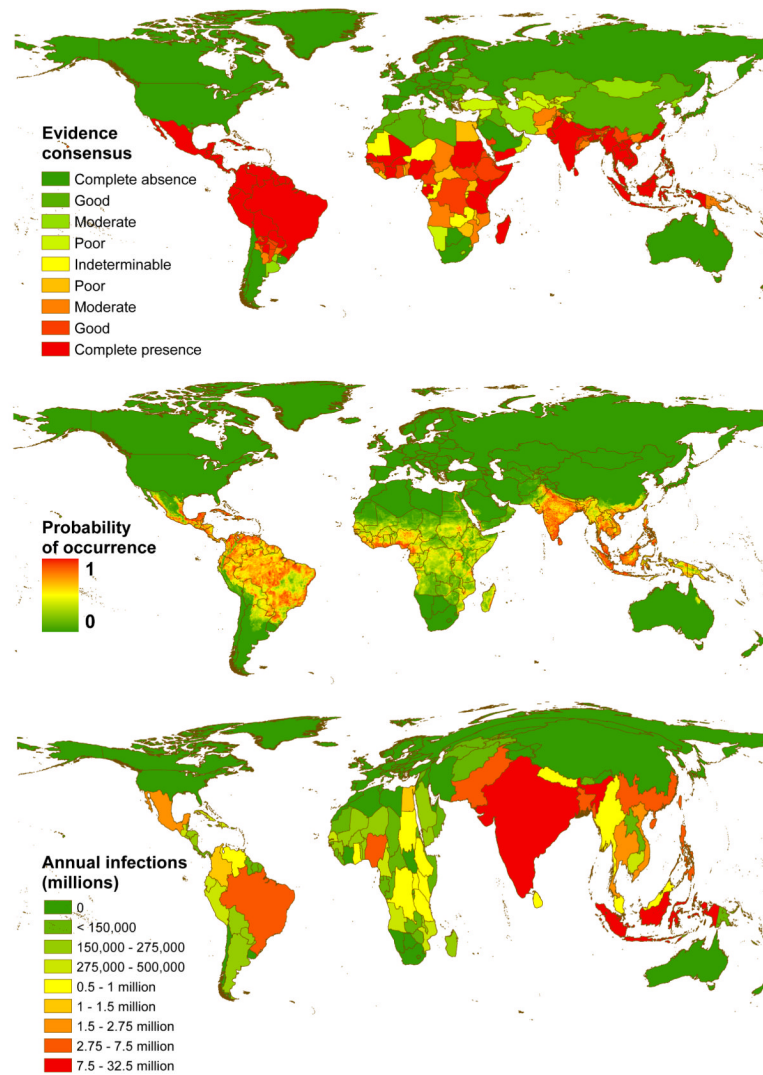 Evidence
consensus
Complete absence
Good
Moderate
Poor
Indeterminable
Poor
Moderate
Good
Complete presence
Probability
of occurrence
1
0
Annual infections
(millions)
0
< 150,000
150,000 - 275,000
275,000 - 500,000
0.5 - 1 million
1 - 1.5 million
1.5 - 2.75 million
2.75 - 7.5 million
7.5 - 32.5 million